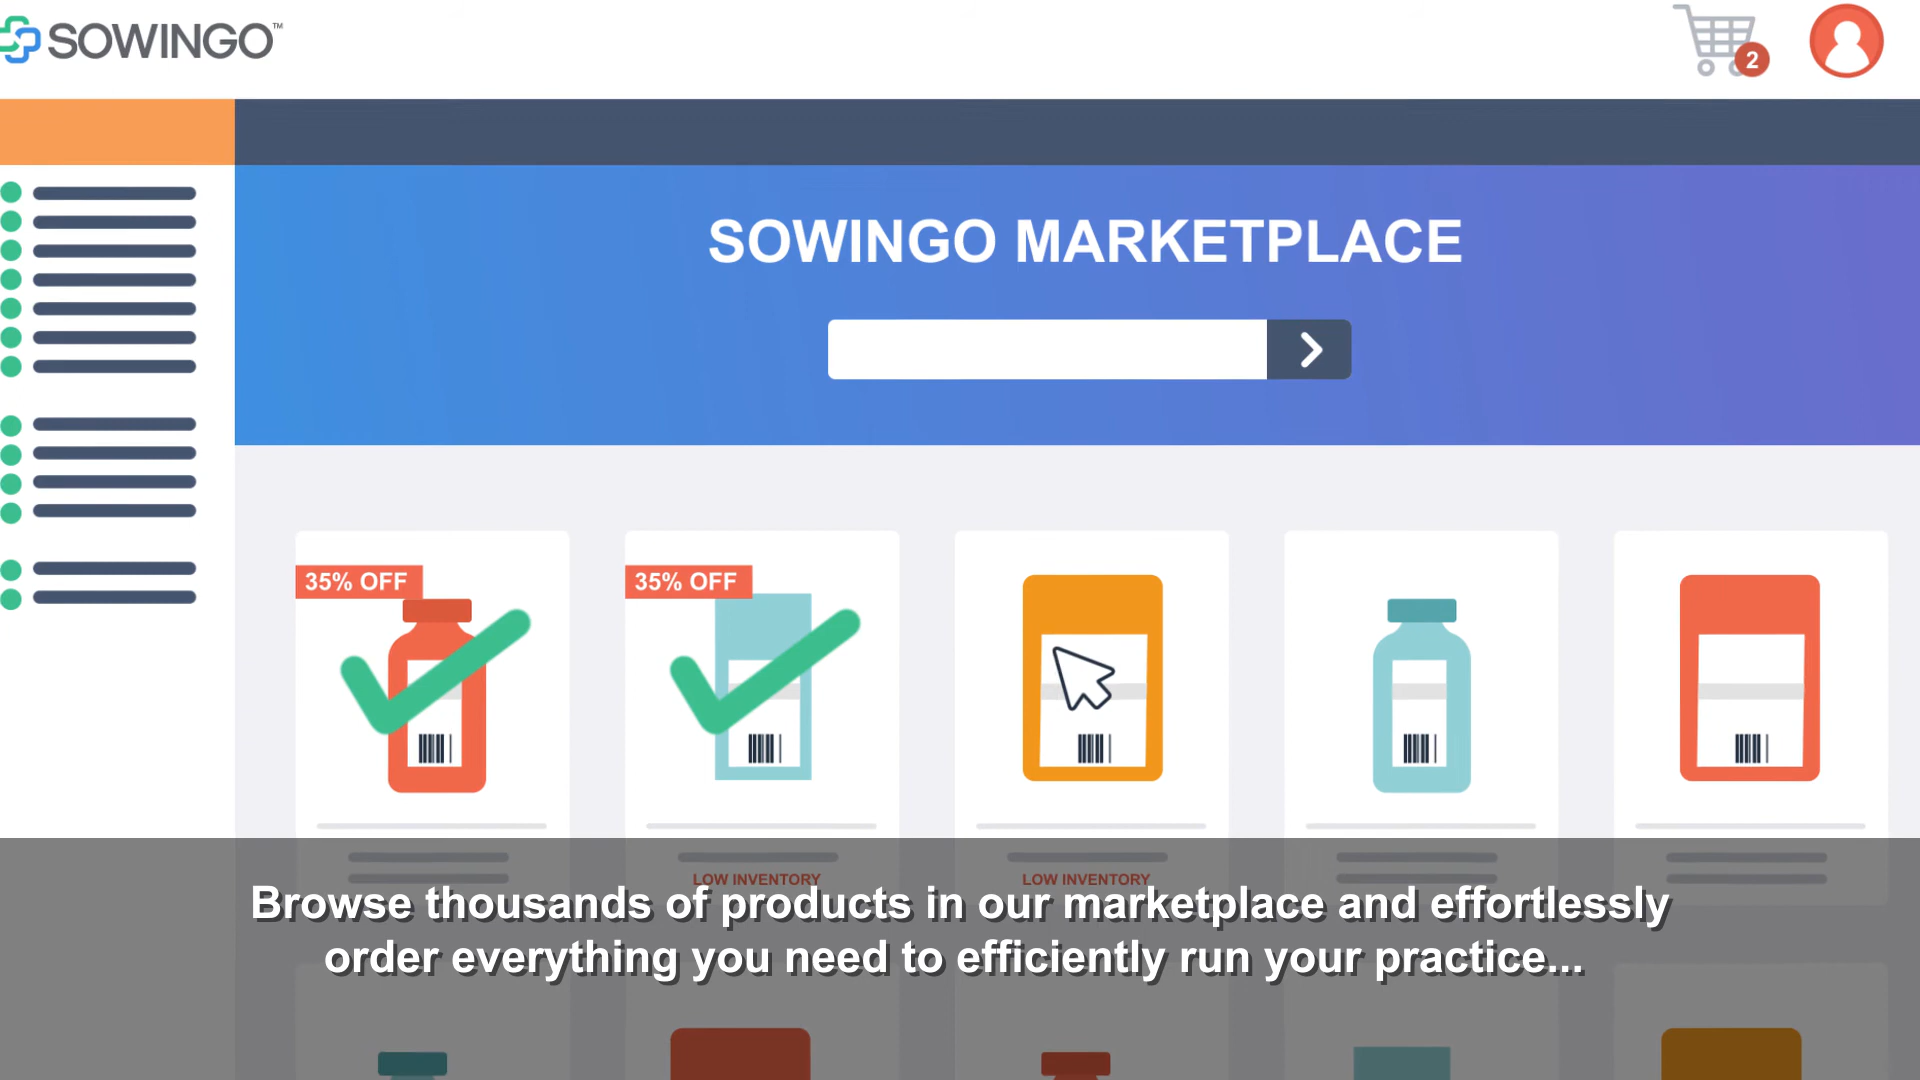 SOWINGO™
2
SOWINGO MARKETPLACE
35% OFF
35% OFF
LOW INVENTORY
LOW INVENTORY
Browse thousands of products in our marketplace and effortlessly
order everything you need to efficiently run your practice...